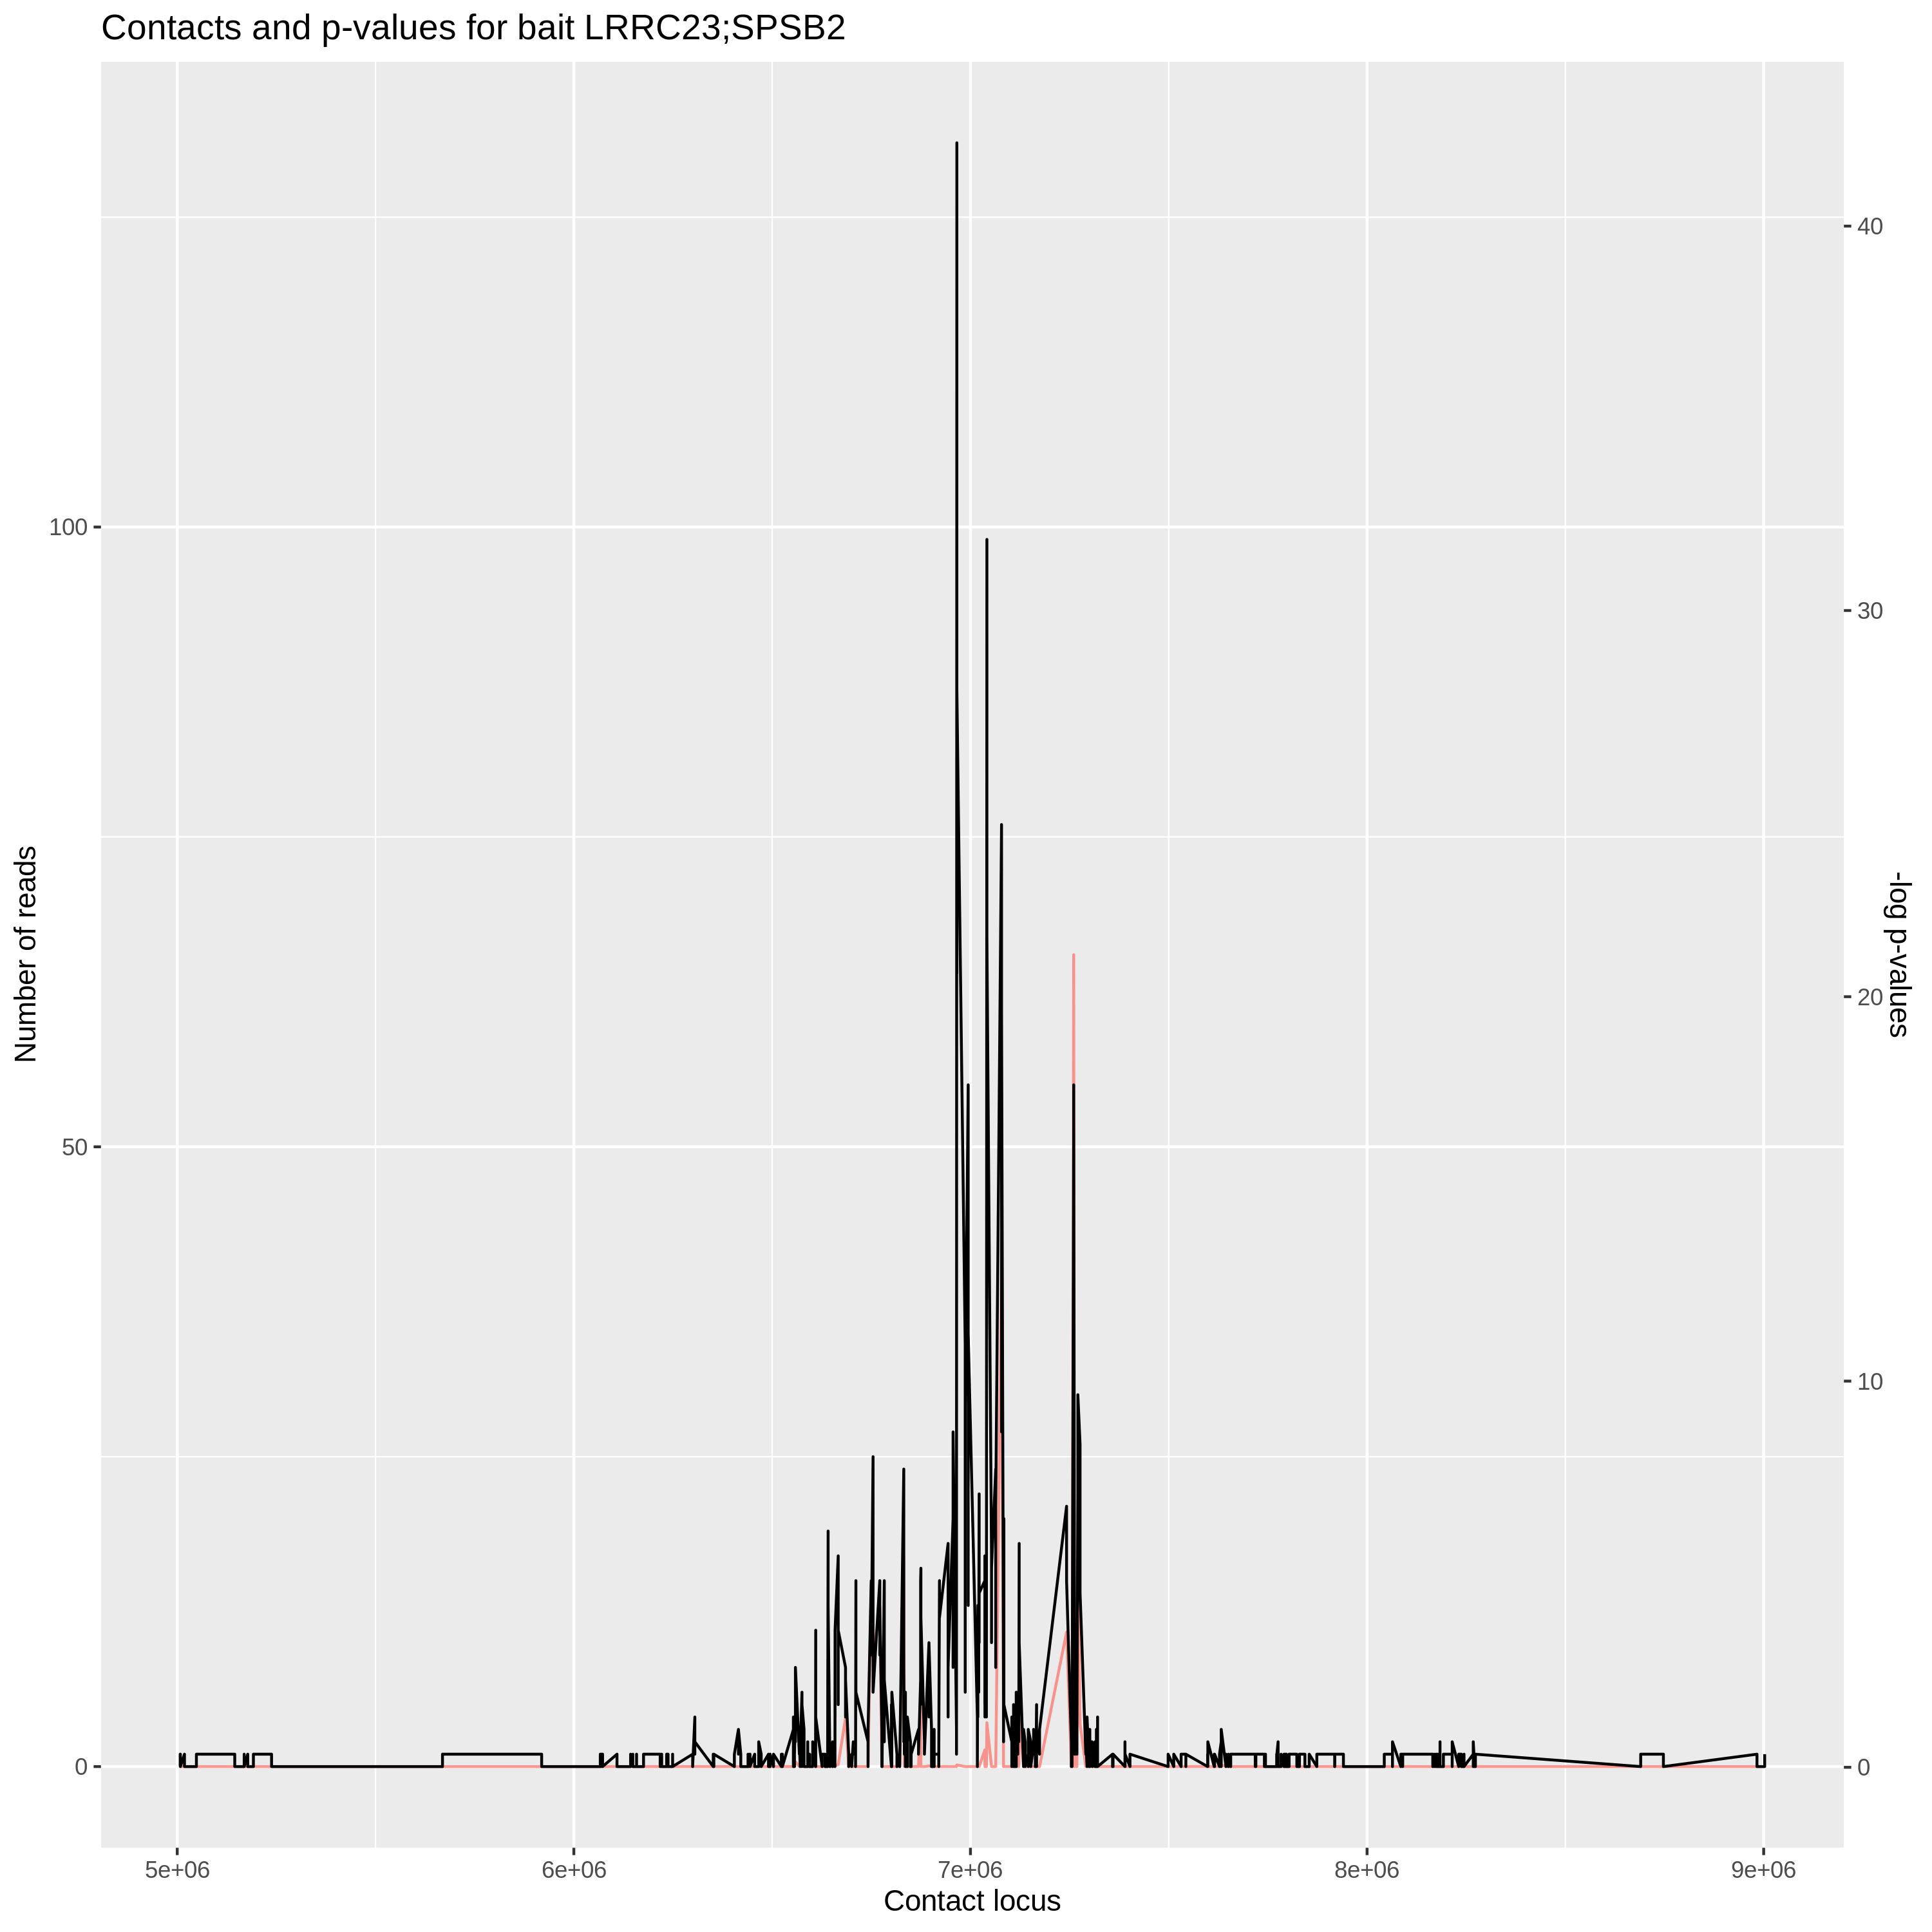 Contacts and p-values for bait LRRC23;SPSB2
Number of reads
100
50
0
40
30
20
10
0
-log p-values
5e+06
6e+06
7e+06
8e+06
9e+06
Contact locus